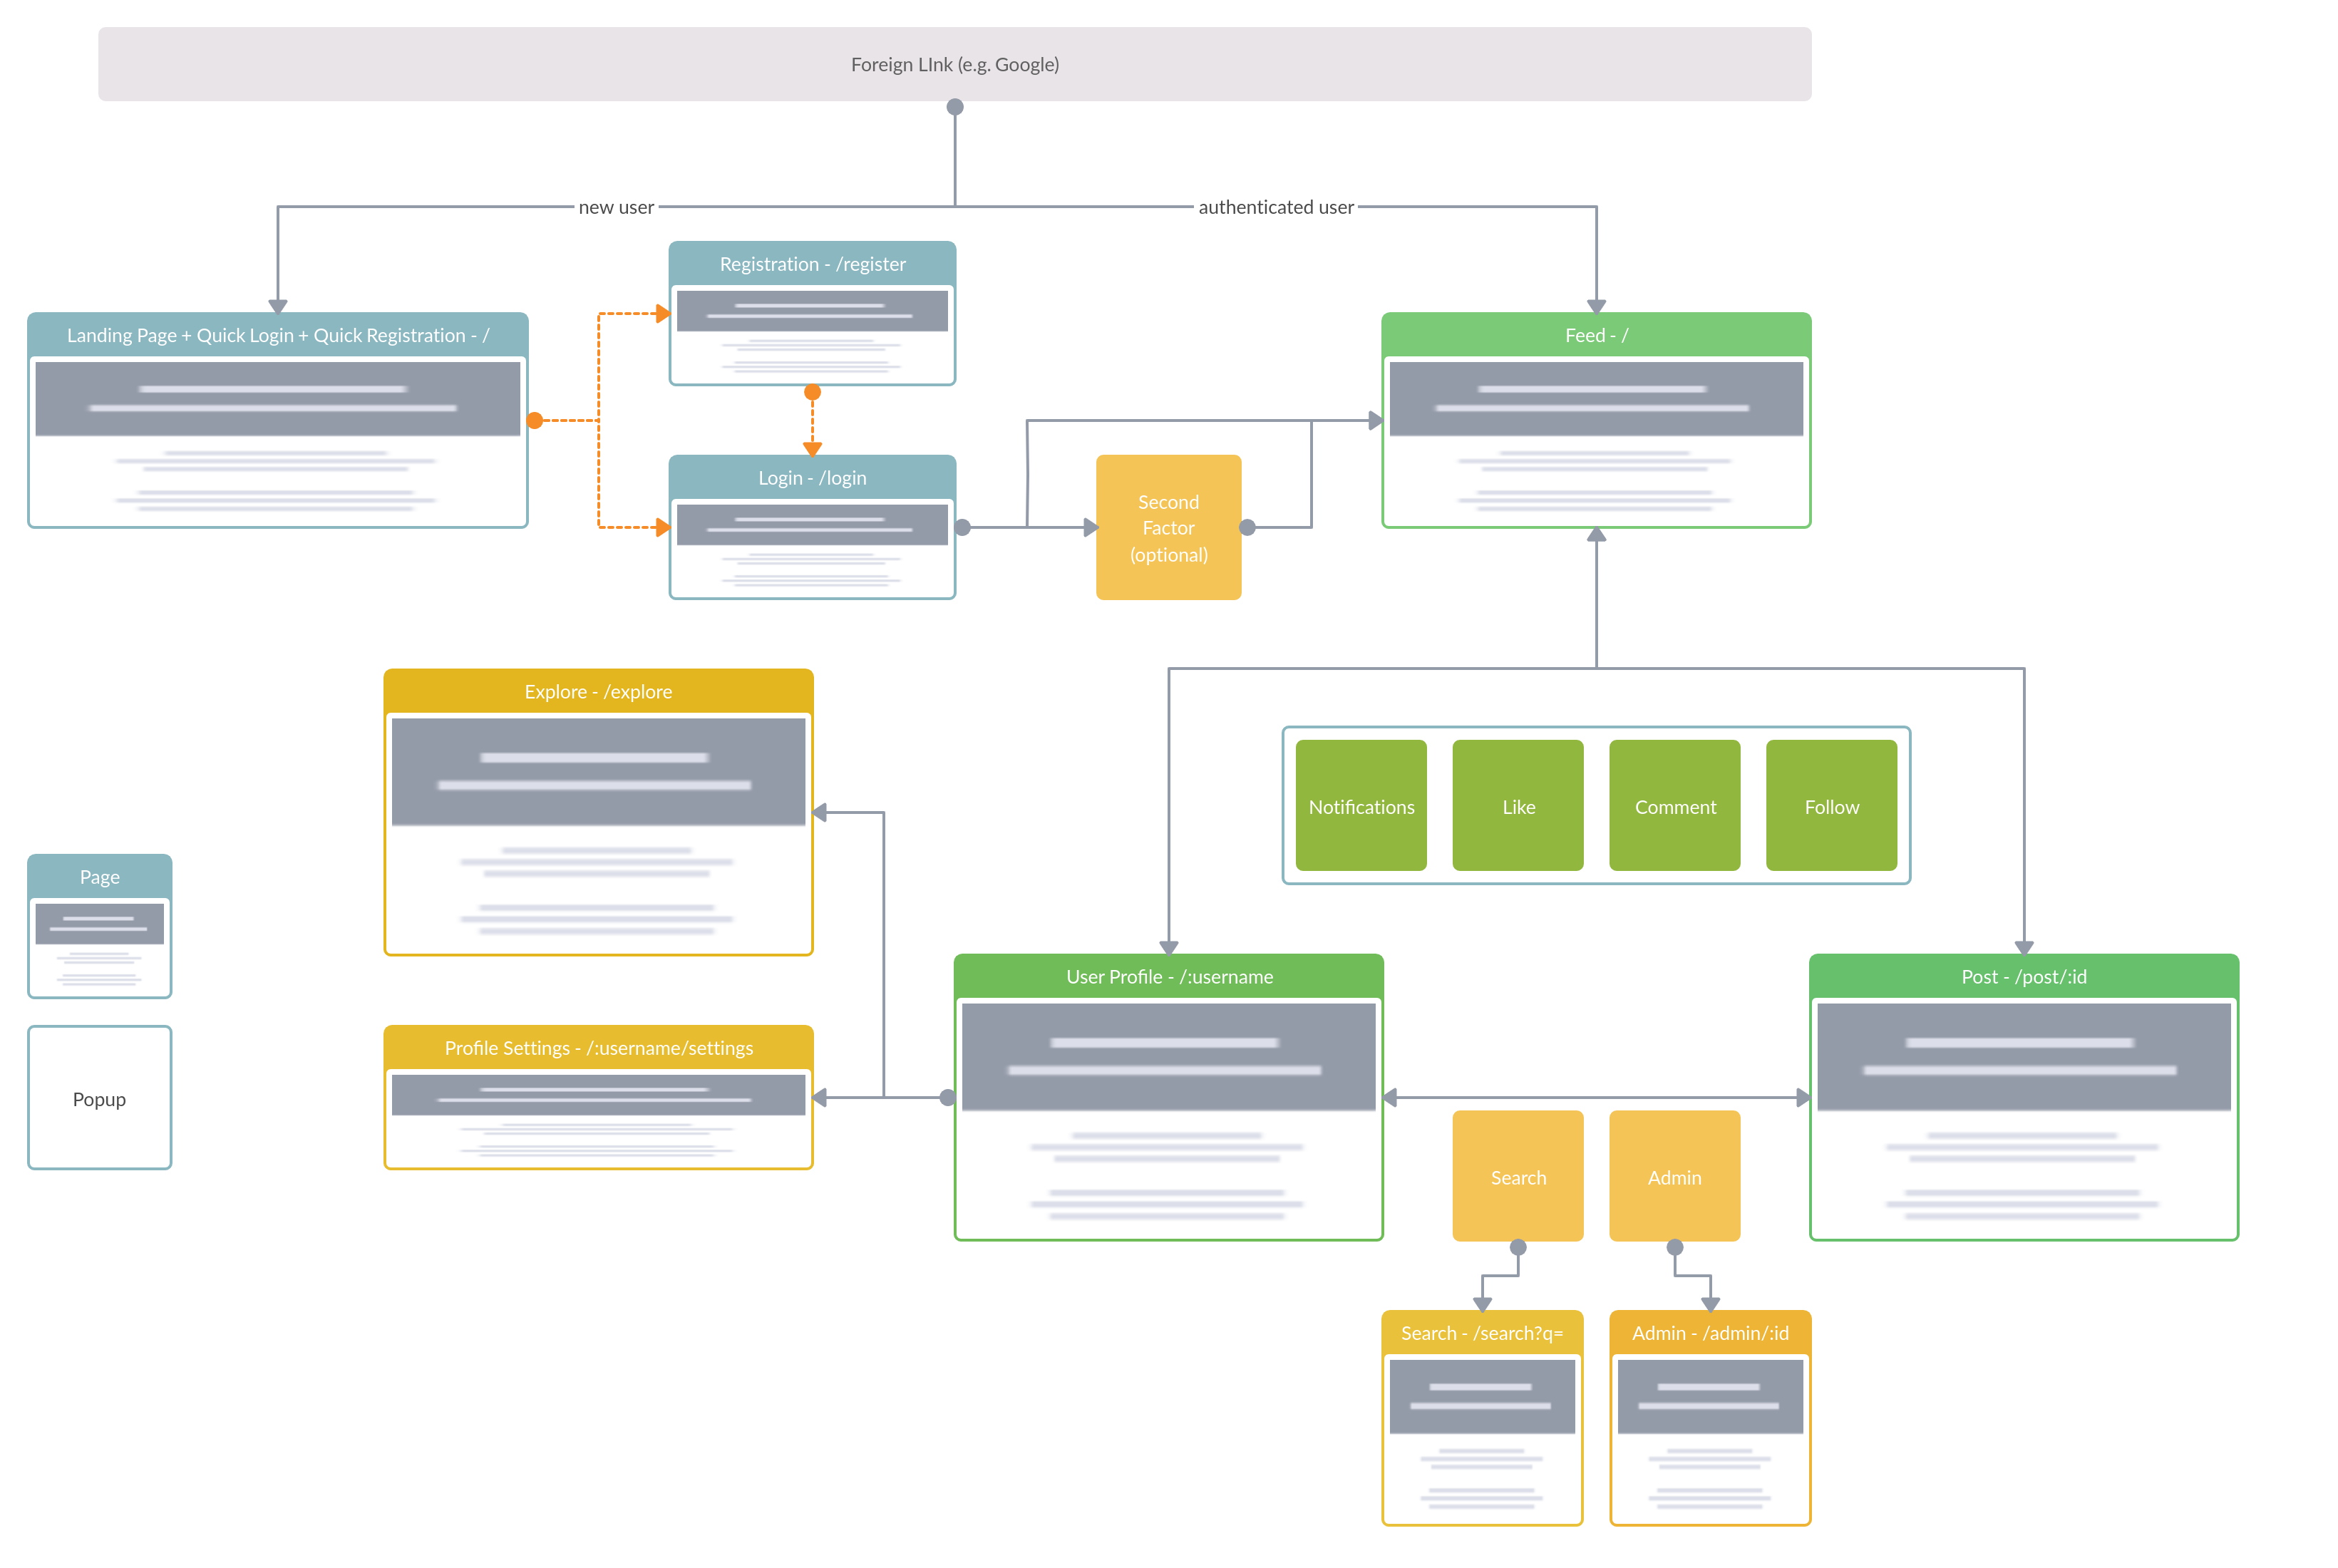 Foreign LInk (e.g. Google)
new user
authenticated user
Registration - /register
Landing Page + Quick Login + Quick Registration - /
Feed - /
Login - /login
Second
Factor
(optional)
Explore - /explore
Notifications
Like
Comment
Follow
Page
User Profile - /:username
Post - /post/:id
Profile Settings - /:username/settings
Popup
Search
Admin
Search - /search?q=
Admin - /admin/:id